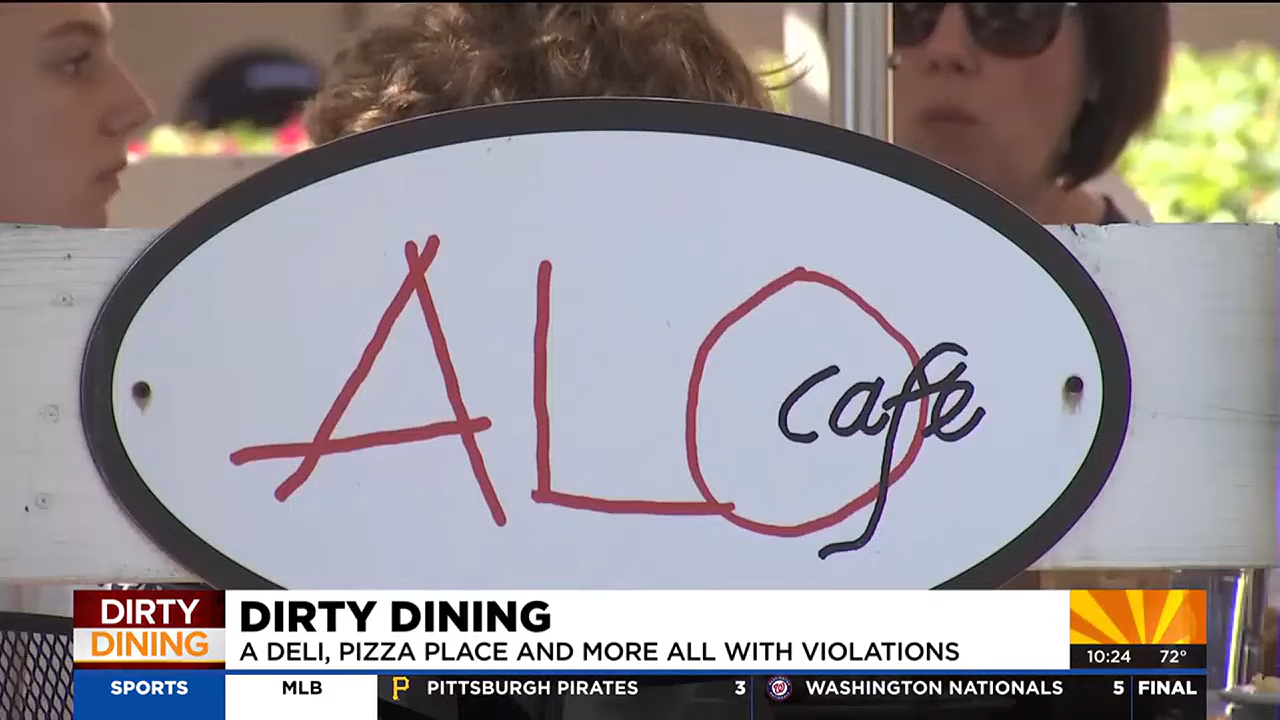 ALO
café
DIRTY
DINING
DIRTY DINING
A DELI, PIZZA PLACE AND MORE ALL WITH VIOLATIONS
10:24 72°
SPORTS MLB P PITTSBURGH PIRATES 3 WASHINGTON NATIONALS 5 FINAL